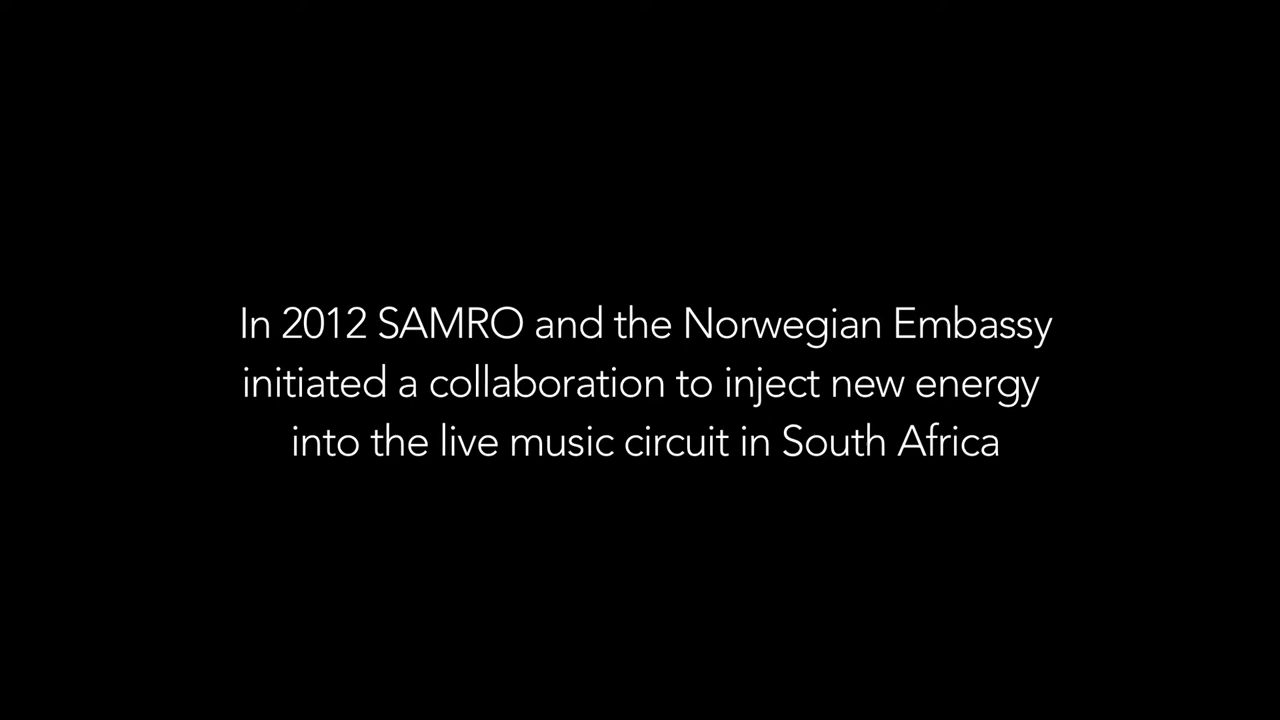 In 2012 SAMRO and the Norwegian Embassy
initiated a collaboration to inject new energy
into the live music circuit in South Africa